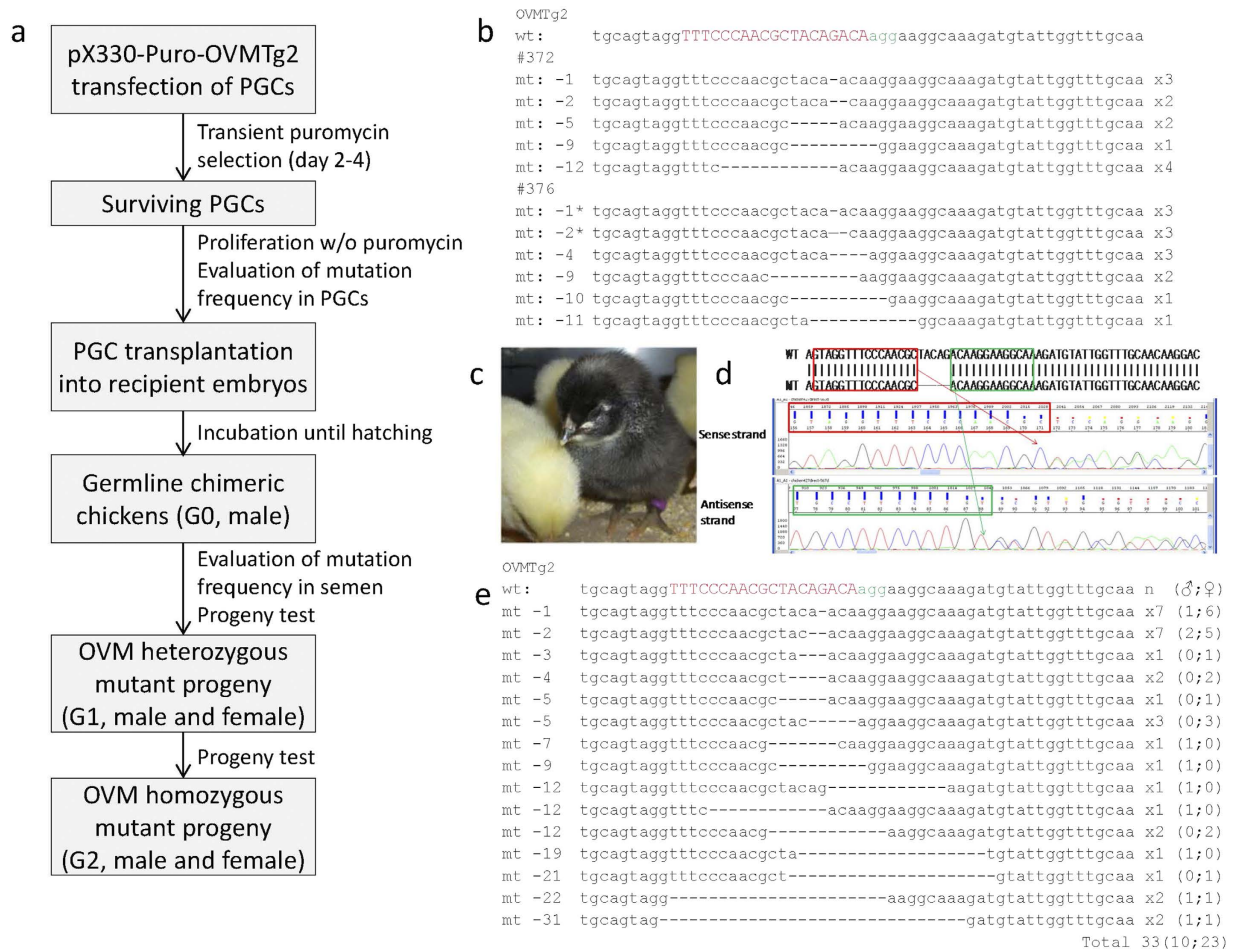 a
pX330-Puro-OVMTg2
transfection of PGCs
Transient puromycin
selection (day 2-4)
Surviving PGCs
Proliferation w/o puromycin
Evaluation of mutation
frequency in PGCs
PGC transplantation
into recipient embryos
Incubation until hatching
Germline chimeric
chickens (G0, male)
Evaluation of mutation
frequency in semen
Progeny test
OVM heterozygous
mutant progeny
(G1, male and female)
Progeny test
OVM homozygous
mutant progeny
(G2, male and female)
b
OVMTg2
wt: tgcagtaggTTTCCCAACGCTACAGACAaggaaggcaaagatgtattggtttgcaa
#372
mt: -1 tgcagtaggtttcccaacgctaca-acaaggaaggcaaagatgtattggtttgcaa x3
mt: -2 tgcagtaggtttcccaacgctaca--caaggaaggcaaagatgtattggtttgcaa x2
mt: -5 tgcagtaggtttcccaacgc-----acaaggaaggcaaagatgtattggtttgcaa x2
mt: -9 tgcagtaggtttcccaacgc---------ggaaggcaaagatgtattggtttgcaa x1
mt: -12 tgcagtaggtttc------------acaaggaaggcaaagatgtattggtttgcaa x4
#376
mt: -1* tgcagtaggtttcccaacgctaca-acaaggaaggcaaagatgtattggtttgcaa x3
mt: -2* tgcagtaggtttcccaacgctaca--caaggaaggcaaagatgtattggtttgcaa x3
mt: -4 tgcagtaggtttcccaacgctaca----aggaaggcaaagatgtattggtttgcaa x3
mt: -9 tgcagtaggtttcccaac---------aaggaaggcaaagatgtattggtttgcaa x2
mt: -10 tgcagtaggtttcccaacgc----------gaaggcaaagatgtattggtttgcaa x1
mt: -11 tgcagtaggtttcccaacgcta-----------ggcaaagatgtattggtttgcaa x1
c
d
WT AGTAGGTTTCCCAACGCTACAGACAAGGAAGGCAAAGATGTATTGGTTTGCAACAAGGAC
MT AGTAGGTTTCCCAACGC ACAAGGAAGGCAAAGATGTATTGGTTTGCAACAAGGAC
Sense strand
Antisense
strand
e
OVMTg2
wt: tgcagtaggTTTCCCAACGCTACAGACAaggaaggcaaagatgtattggtttgcaa n (♂;♀)
mt -1 tgcagtaggtttcccaacgctaca-acaaggaaggcaaagatgtattggtttgcaa x7 (1;6)
mt -2 tgcagtaggtttcccaacgctac--acaaggaaggcaaagatgtattggtttgcaa x7 (2;5)
mt -3 tgcagtaggtttcccaacgcta---acaaggaaggcaaagatgtattggtttgcaa x1 (0;1)
mt -4 tgcagtaggtttcccaacgct----acaaggaaggcaaagatgtattggtttgcaa x2 (0;2)
mt -5 tgcagtaggtttcccaacgc-----acaaggaaggcaaagatgtattggtttgcaa x1 (0;1)
mt -5 tgcagtaggtttcccaacgctac-----aggaaggcaaagatgtattggtttgcaa x3 (0;3)
mt -7 tgcagtaggtttcccaacg-------caaggaaggcaaagatgtattggtttgcaa x1 (1;0)
mt -9 tgcagtaggtttcccaacgc---------ggaaggcaaagatgtattggtttgcaa x1 (1;0)
mt -12 tgcagtaggtttcccaacgctacag------------aagatgtattggtttgcaa x1 (1;0)
mt -12 tgcagtaggtttc------------acaaggaaggcaaagatgtattggtttgcaa x1 (1;0)
mt -12 tgcagtaggtttcccaacg------------aaggcaaagatgtattggtttgcaa x2 (0;2)
mt -19 tgcagtaggtttcccaacgcta-------------------tgtattggtttgcaa x1 (1;0)
mt -21 tgcagtaggtttcccaacgct---------------------gtattggtttgcaa x1 (0;1)
mt -22 tgcagtagg----------------------aaggcaaagatgtattggtttgcaa x2 (1;1)
mt -31 tgcagtag-------------------------------gatgtattggtttgcaa x2 (1;1)
Total 33(10;23)